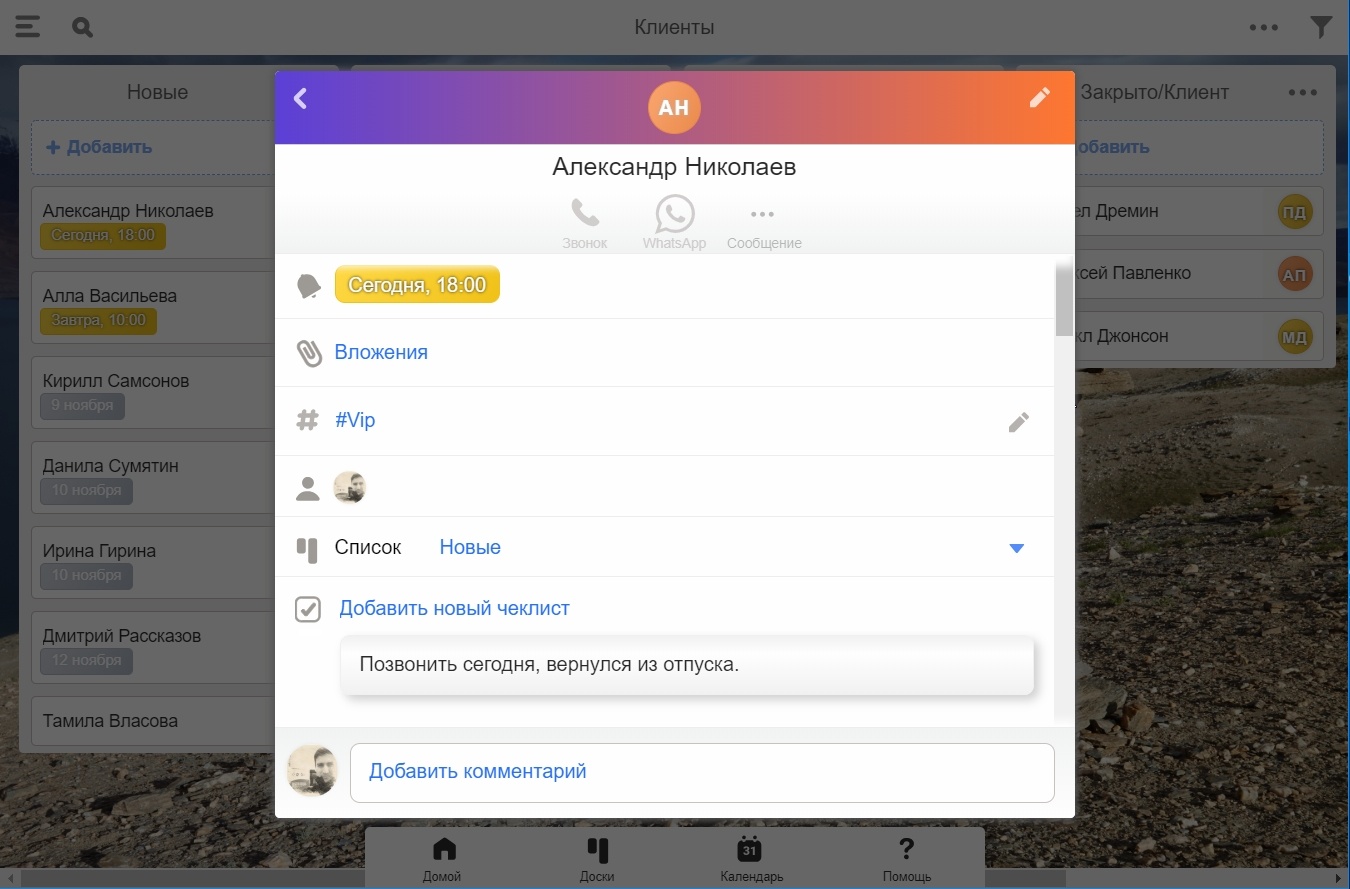 Клиенты
Новые
Добавить
Александр Николаев
Сегодня, 18:00
Алла Васильева
Завтра, 10:00
Кирилл Самсонов
9 ноября
Данила Сумятин
10 ноября
Ирина Гирина
10 ноября
Дмитрий Рассказов
12 ноября
Тамила Власова
АН
Александр Николаев
Звонок
WhatsApp
Сообщение
Сегодня, 18:00
Вложения
#Vip
Список Новые
Добавить новый чеклист
Позвонить сегодня, вернулся из отпуска.
Добавить комментарий
Закрыто/Клиент
обавить
ел Дремин ПД
ксей Павленко АП
кл Джонсон МД
Домой
Доски
31
Календарь
?
Помощь